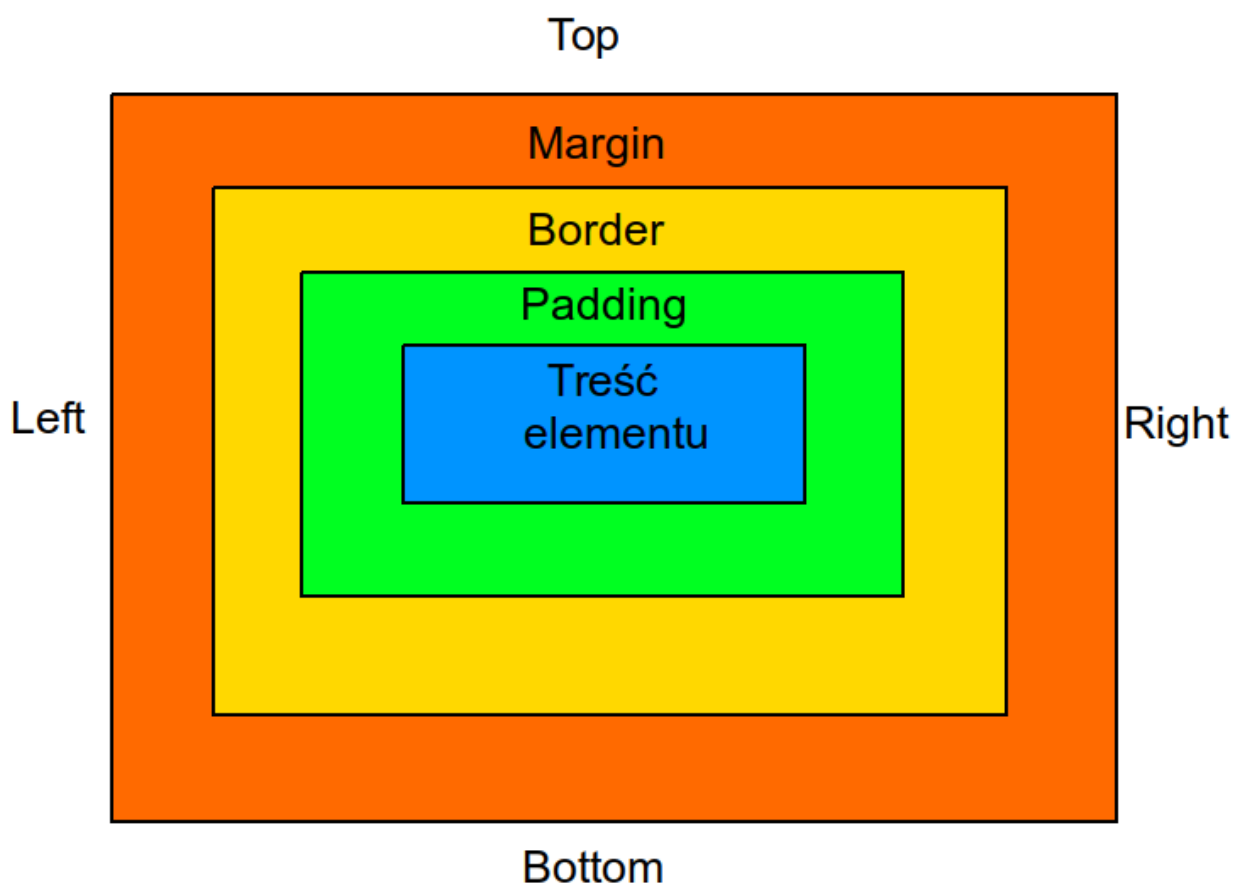 Top
Margin
Border
Padding
Treść
elementu
Left
Right
Bottom